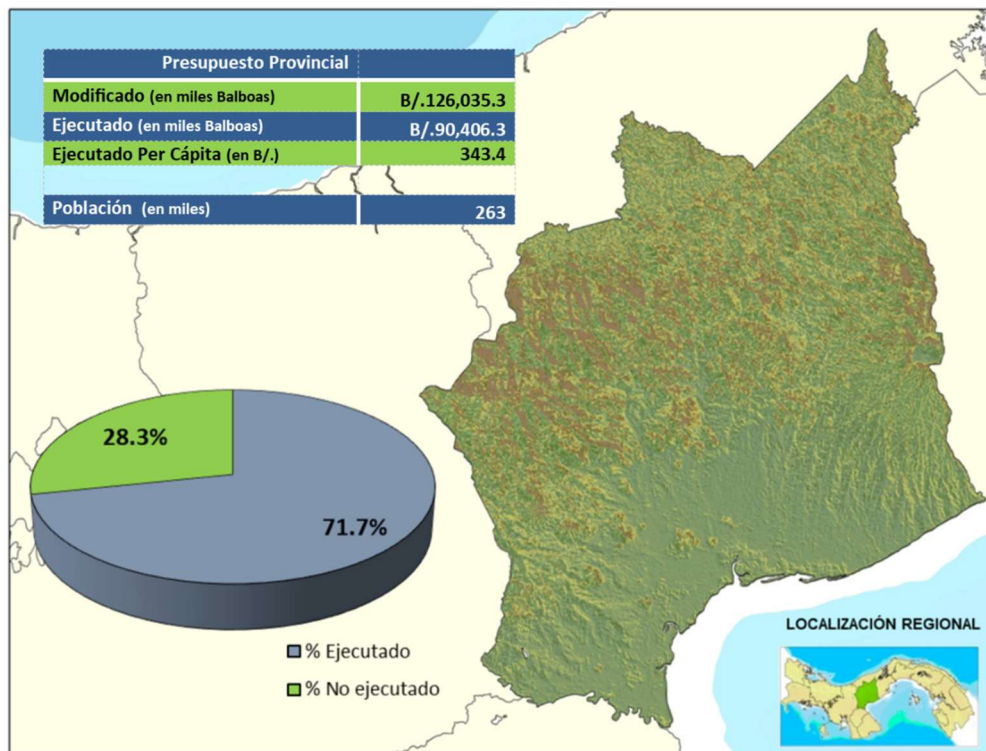 Presupuesto Provincial
Modificado (en miles Balboas) B/.126,035.3
Ejecutado (en miles Balboas) B/.90,406.3
Ejecutado Per Cápita (en B/.) 343.4
Población (en miles) 263
28.3%
71.7%
% Ejecutado
% No ejecutado
LOCALIZACIÓN REGIONAL